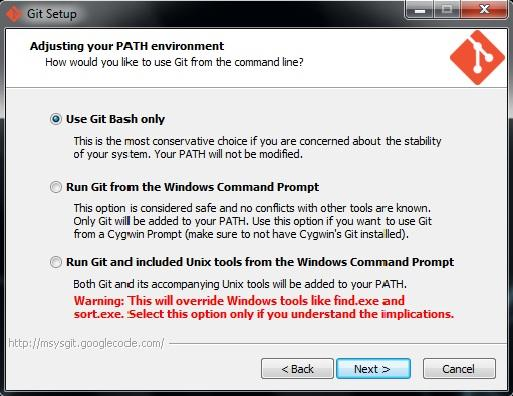 Git Setup
Adjusting your PATH environment
How would you like to use Git from the command line?
Use Git Bash only
This is the most conservative choice if you are concerned about the stability
of your system. Your PATH will not be modified.
Run Git from the Windows Command Prompt
This option is considered safe and no conflicts with other tools are known.
Only Git will be added to your PATH. Use this option if you want to use Git
from a Cygwin Prompt (make sure to not have Cygwin's Git installed).
Run Git and included Unix tools from the Windows Command Prompt
Both Git and its accompanying Unix tools will be added to your PATH.
Warning: This will override Windows tools like find.exe and
sort.exe. Select this option only if you understand the implications.
http://msysgit.googlecode.com/
< Back
Next >
Cancel